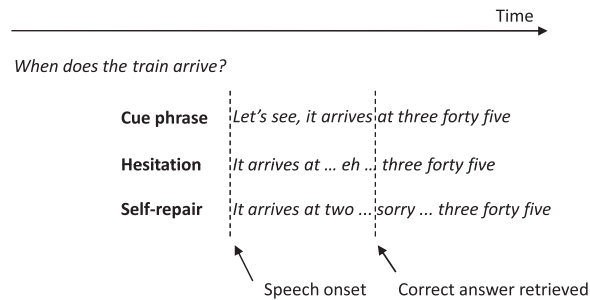 Time
When does the train arrive?
Cue phrase Let's see, it arrives at three forty five
Hesitation It arrives at ... eh ... three forty five
Self-repair It arrives at two ... sorry ... three forty five
Speech onset Correct answer retrieved